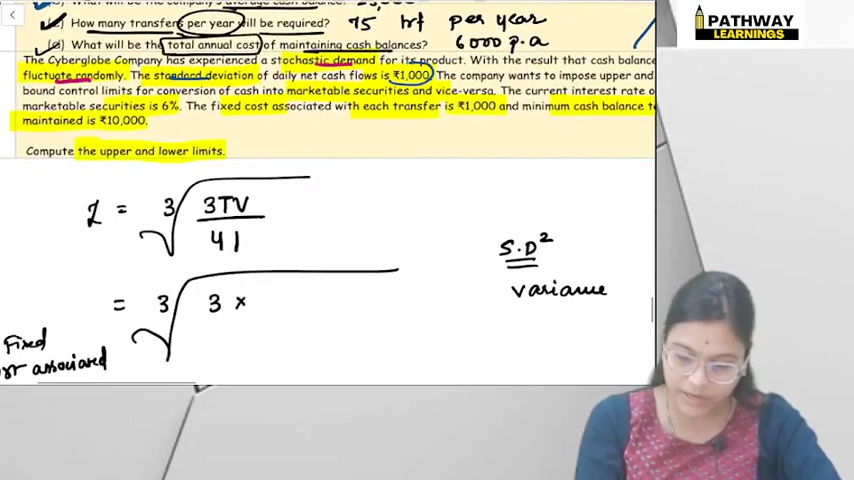 (c) How many transfers per year will be required? 75 hrf per year
(d) What will be the total annual cost of maintaining cash balances? 6000 p.a
The Cyberglobe Company has experienced a stochastic demand for its product. With the result that cash balance
fluctuate randomly. The standard deviation of daily net cash flows is ₹1,000. The company wants to impose upper and
bound control limits for conversion of cash into marketable securities and vice-versa. The current interest rate o
marketable securities is 6%. The fixed cost associated with each transfer is ₹1,000 and minimum cash balance to
maintained is ₹10,000.
Compute the upper and lower limits.
Z = 3√ 3TV
4I
S.D²
variance
= 3√ 3 ×
Fixed
ost associated
PATHWAY
LEARNINGS